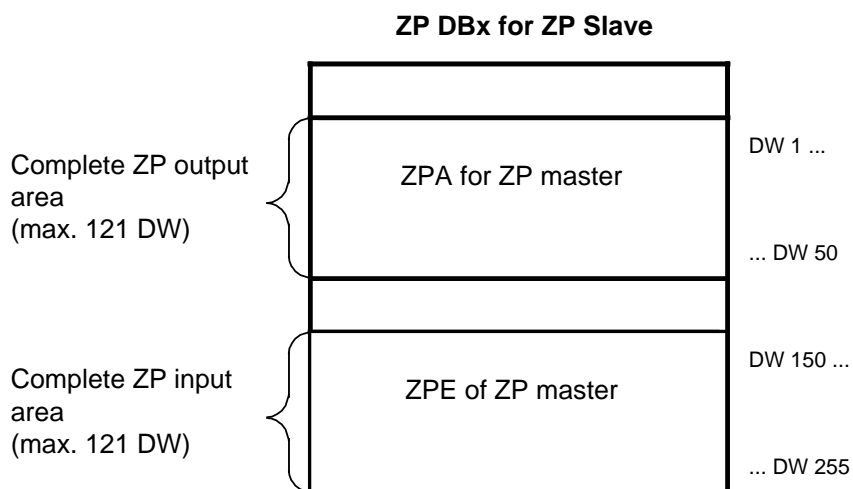 ZP DBx for ZP Slave
Complete ZP output
area
(max. 121 DW)
ZPA for ZP master
DW 1 ...
... DW 50
Complete ZP input
area
(max. 121 DW)
ZPE of ZP master
DW 150 ...
... DW 255